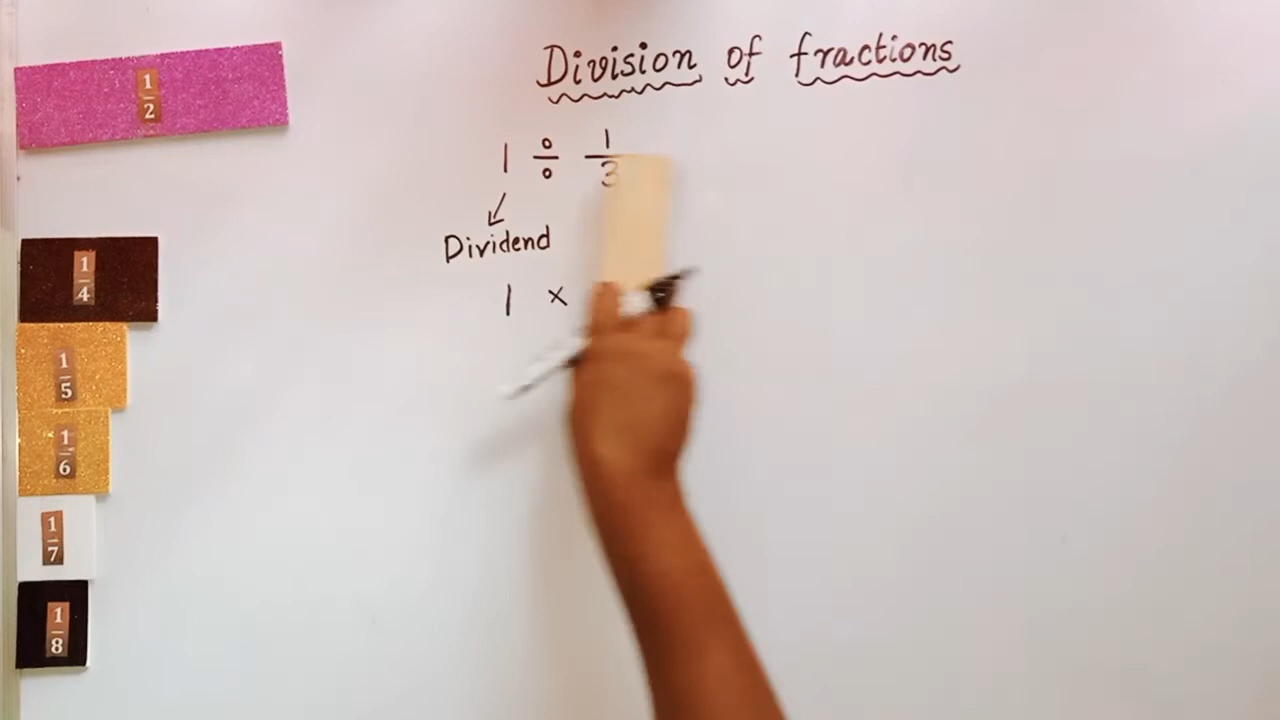 Division of fractions
1 ÷ 1/3
Dividend
1 ×
1/2
1/4
1/5
1/6
1/7
1/8